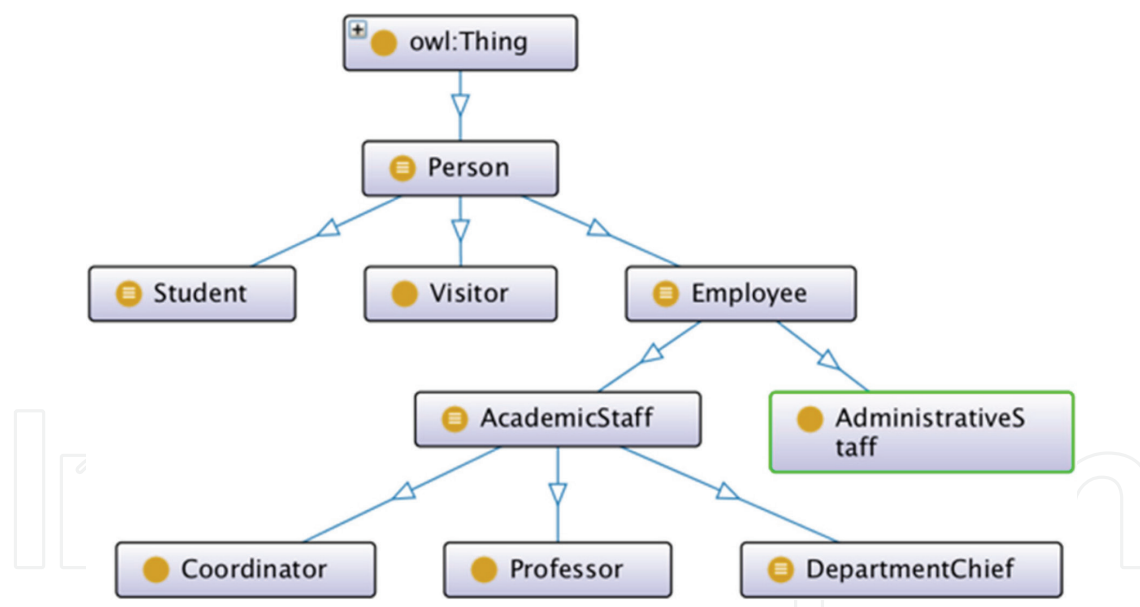 owl:Thing
Person
Student
Visitor
Employee
AcademicStaff
AdministrativeS
taff
Coordinator
Professor
DepartmentChief